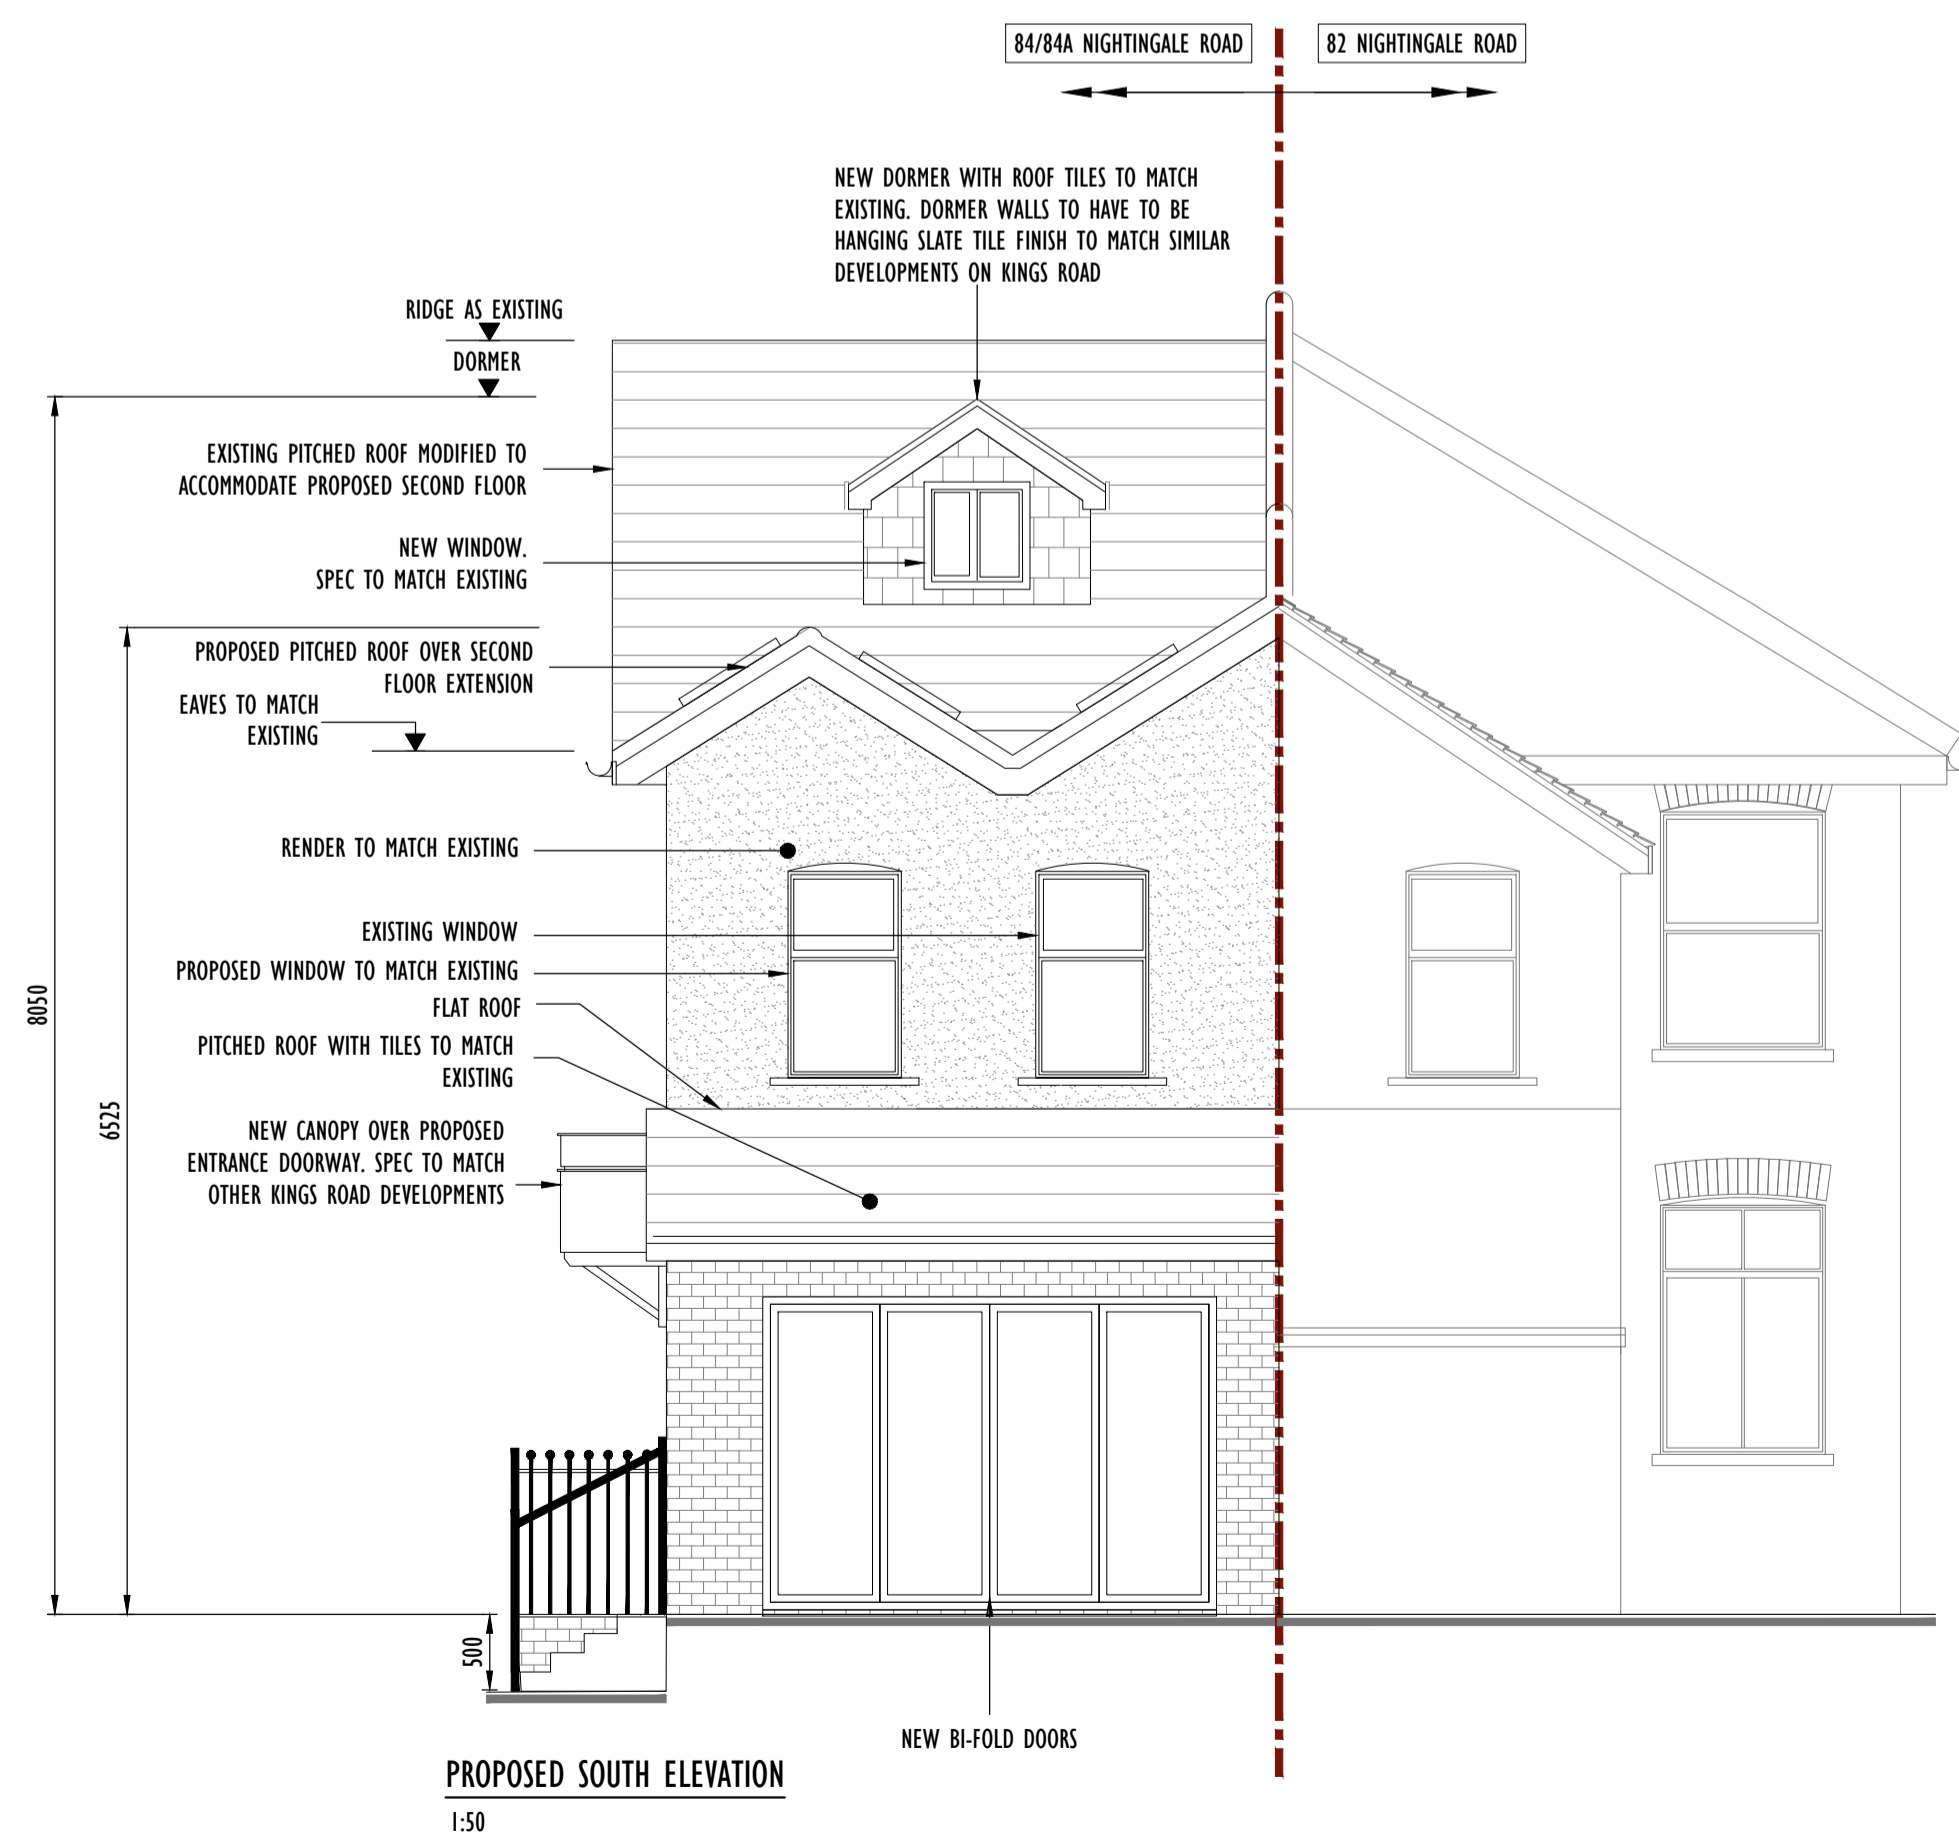 84/84A NIGHTINGALE ROAD
82 NIGHTINGALE ROAD
NEW DORMER WITH ROOF TILES TO MATCH
EXISTING. DORMER WALLS TO HAVE TO BE
HANGING SLATE TILE FINISH TO MATCH SIMILAR
DEVELOPMENTS ON KINGS ROAD
RIDGE AS EXISTING
DORMER
EXISTING PITCHED ROOF MODIFIED TO
ACCOMMODATE PROPOSED SECOND FLOOR
NEW WINDOW.
SPEC TO MATCH EXISTING
PROPOSED PITCHED ROOF OVER SECOND
FLOOR EXTENSION
EAVES TO MATCH
EXISTING
RENDER TO MATCH EXISTING
EXISTING WINDOW
PROPOSED WINDOW TO MATCH EXISTING
FLAT ROOF
PITCHED ROOF WITH TILES TO MATCH
EXISTING
NEW CANOPY OVER PROPOSED
ENTRANCE DOORWAY. SPEC TO MATCH
OTHER KINGS ROAD DEVELOPMENTS
8050
6525
500
NEW BI-FOLD DOORS
PROPOSED SOUTH ELEVATION
1:50